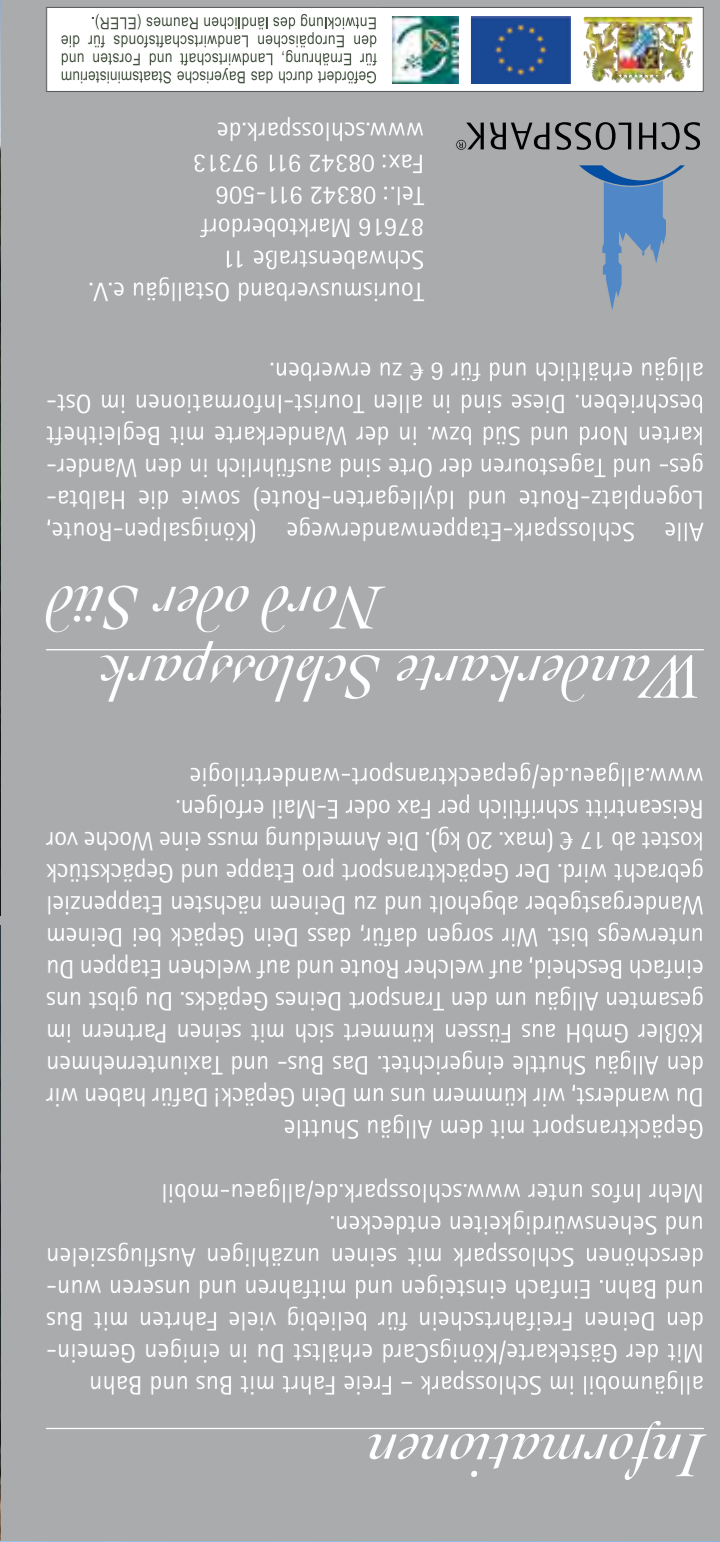 Informationen
allgäumobil im Schlosspark – Freie Fahrt mit Bus und Bahn
Mit der Gästekarte/KönigsCard erhältst Du in einigen Gemein-
den Deinen Freifahrtschein für beliebig viele Fahrten mit Bus
und Bahn. Einfach einsteigen und mitfahren und unseren wun-
derschönen Schlosspark mit seinen unzähligen Ausflugszielen
und Sehenswürdigkeiten entdecken.
Mehr Infos unter www.schlosspark.de/allgaeu-mobil
Gepäcktransport mit dem Allgäu Shuttle
Du wanderst, wir kümmern uns um Dein Gepäck! Dafür haben wir
den Allgäu Shuttle eingerichtet. Das Bus- und Taxiunternehmen
Kößler GmbH aus Füssen kümmert sich mit seinen Partnern im
gesamten Allgäu um den Transport Deines Gepäcks. Du gibst uns
einfach Bescheid, auf welcher Route und auf welchen Etappen Du
unterwegs bist. Wir sorgen dafür, dass Dein Gepäck bei Deinem
Wandergastgeber abgeholt und zu Deinem nächsten Etappenziel
gebracht wird. Der Gepäcktransport pro Etappe und Gepäckstück
kostet ab 17 € (max. 20 kg). Die Anmeldung muss eine Woche vor
Reiseantritt schriftlich per Fax oder E-Mail erfolgen.
www.allgaeu.de/gepaecktransport-wandertrilogie
Wanderkarte Schlosspark
Nord oder Süd
Alle Schlosspark-Etappenwanderwege (Königsalpen-Route,
Logenplatz-Route und Idyllegarten-Route) sowie die Halbta-
ges- und Tagestouren der Orte sind ausführlich in den Wander-
karten Nord und Süd bzw. in der Wanderkarte mit Begleitheft
beschrieben. Diese sind in allen Tourist-Informationen im Ost-
allgäu erhältlich und für 6 € zu erwerben.
Tourismusverband Ostallgäu e.V.
Schwabenstraße 11
87616 Marktoberdorf
Tel.: 08342 911-506
Fax: 08342 911 97313
www.schlosspark.de
SCHLOSSPARK®
Gefördert durch das Bayerische Staatsministerium
für Ernährung, Landwirtschaft und Forsten und
den Europäischen Landwirtschaftsfonds für die
Entwicklung des ländlichen Raumes (ELER).